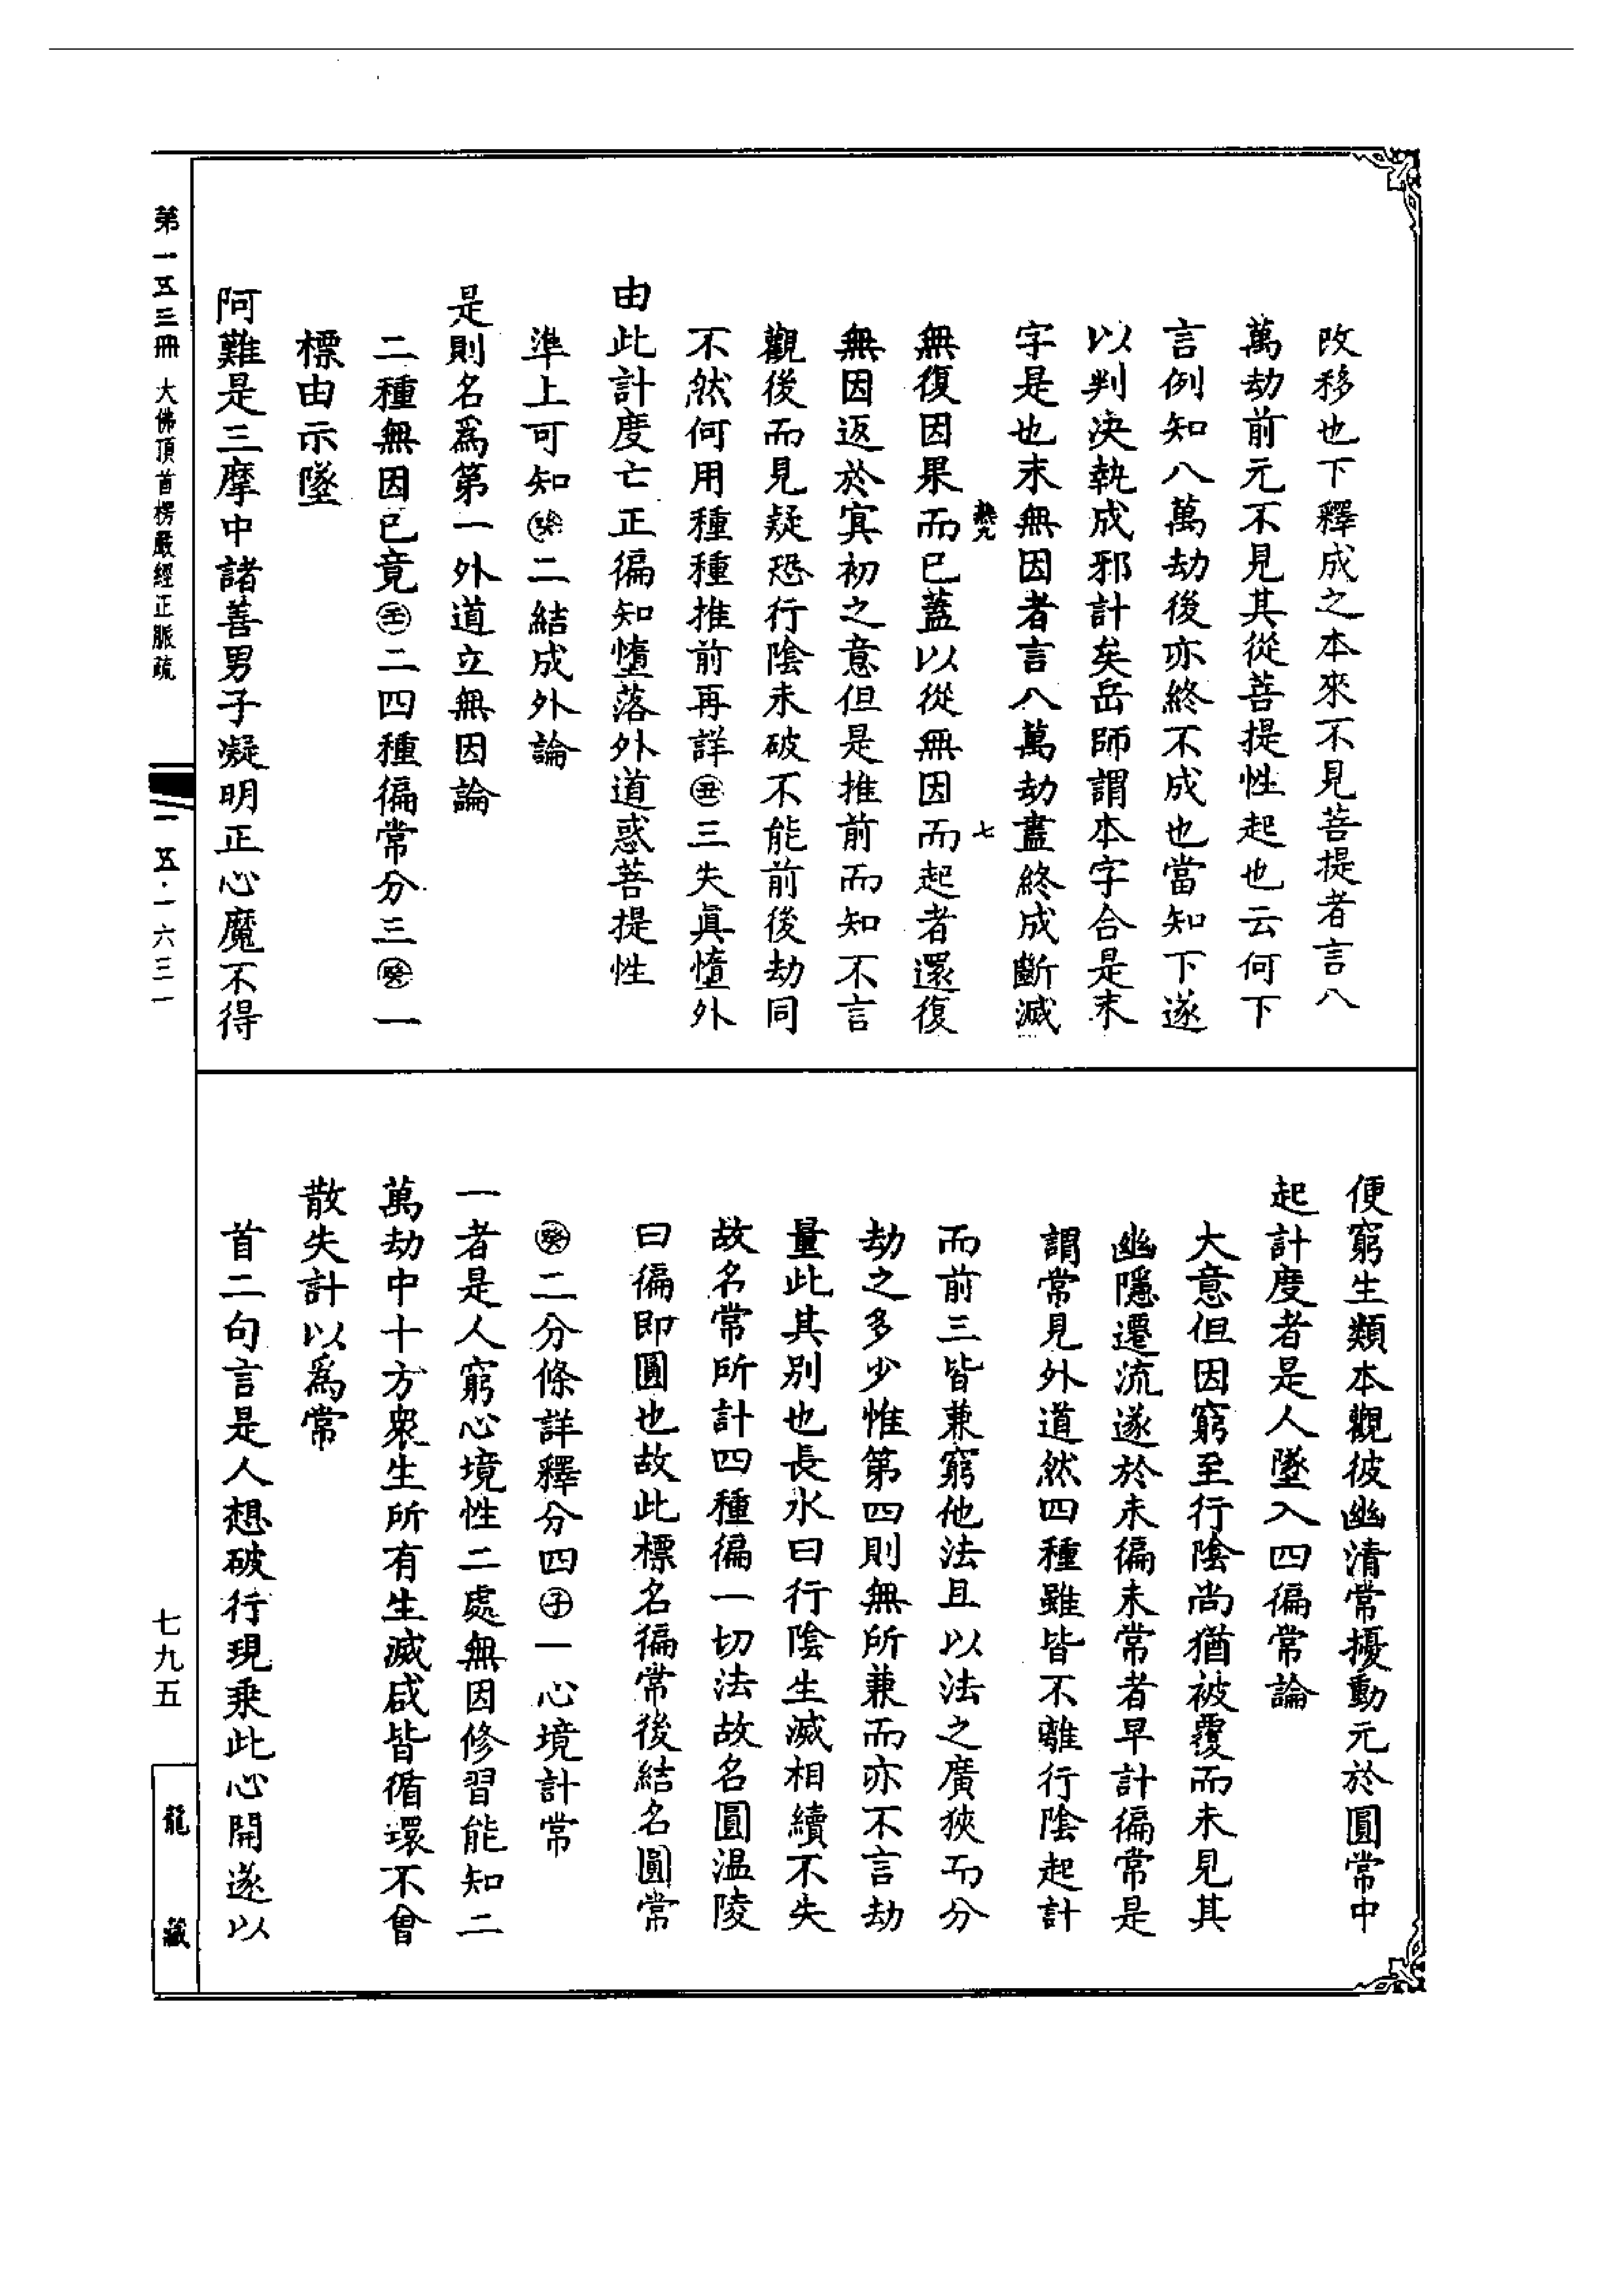 改移也下釋成之本來不見菩提者言八
萬劫前元不見其從菩提性起也云何下
言例知八萬劫後亦終不成也當知下遂
以判决執成邪計矣岳師謂本字合是末
字是也末無因者言八萬劫盡終成斷滅
七
無復因果而已蓋以從無因而起者還復
無因返於冥初之意但是推前而知不言
觀後而見疑恐行陰未破不能前後劫同
不然何用種種推前再詳㊄三失眞墮外
由此計度亡正徧知墮落外道惑菩提性
準上可知㊋二結成外論
是則名爲第一外道立無因論
二種無因已竟㊂二四種徧常分三㊋一
標由示墜
阿難是三摩中諸善男子凝明正心魔不得
便窮生類本觀彼幽清常擾動元於圓常中
起計度者是人墜入四徧常論
大意但因窮至行陰尚猶被覆而未見其
幽隱遷流遂於未徧未常者早計徧常是
謂常見外道然四種雖皆不離行陰起計
而前三皆兼窮他法且以法之廣狹而分
劫之多少惟第四則無所兼而亦不言劫
量此其別也長水曰行陰生滅相續不失
故名常所計四種徧一切法故名圓温陵
曰徧即圓也故此標名徧常後結名圓常
癸二分條詳釋分四子一心境計常
一者是人窮心境性二處無因修習能知二
萬劫中十方衆生所有生滅咸皆循環不曾
散失計以爲常
首二句言是人想破行現乘此心開遂以
第一五三冊 大佛頂首楞嚴經正脈疏
一五·一六三一
七九五
龍藏